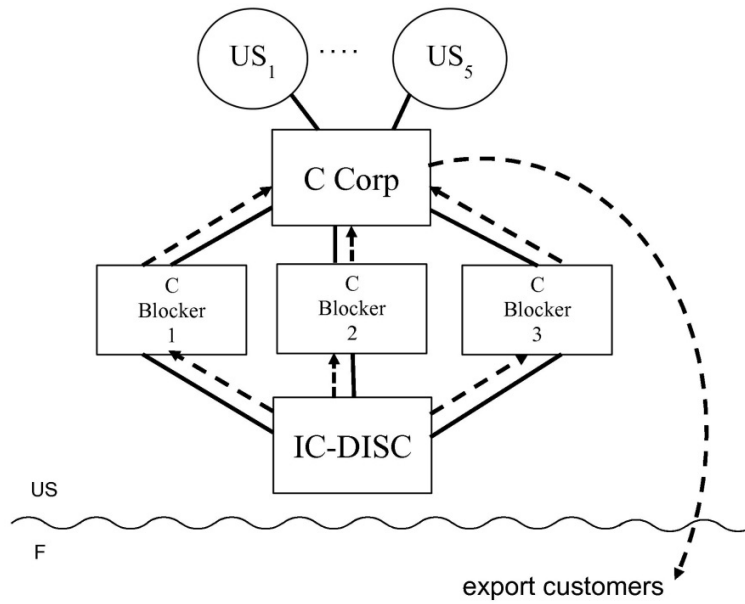 US1 .... US5
C Corp
C
Blocker
1
C
Blocker
2
C
Blocker
3
IC-DISC
US
F
export customers